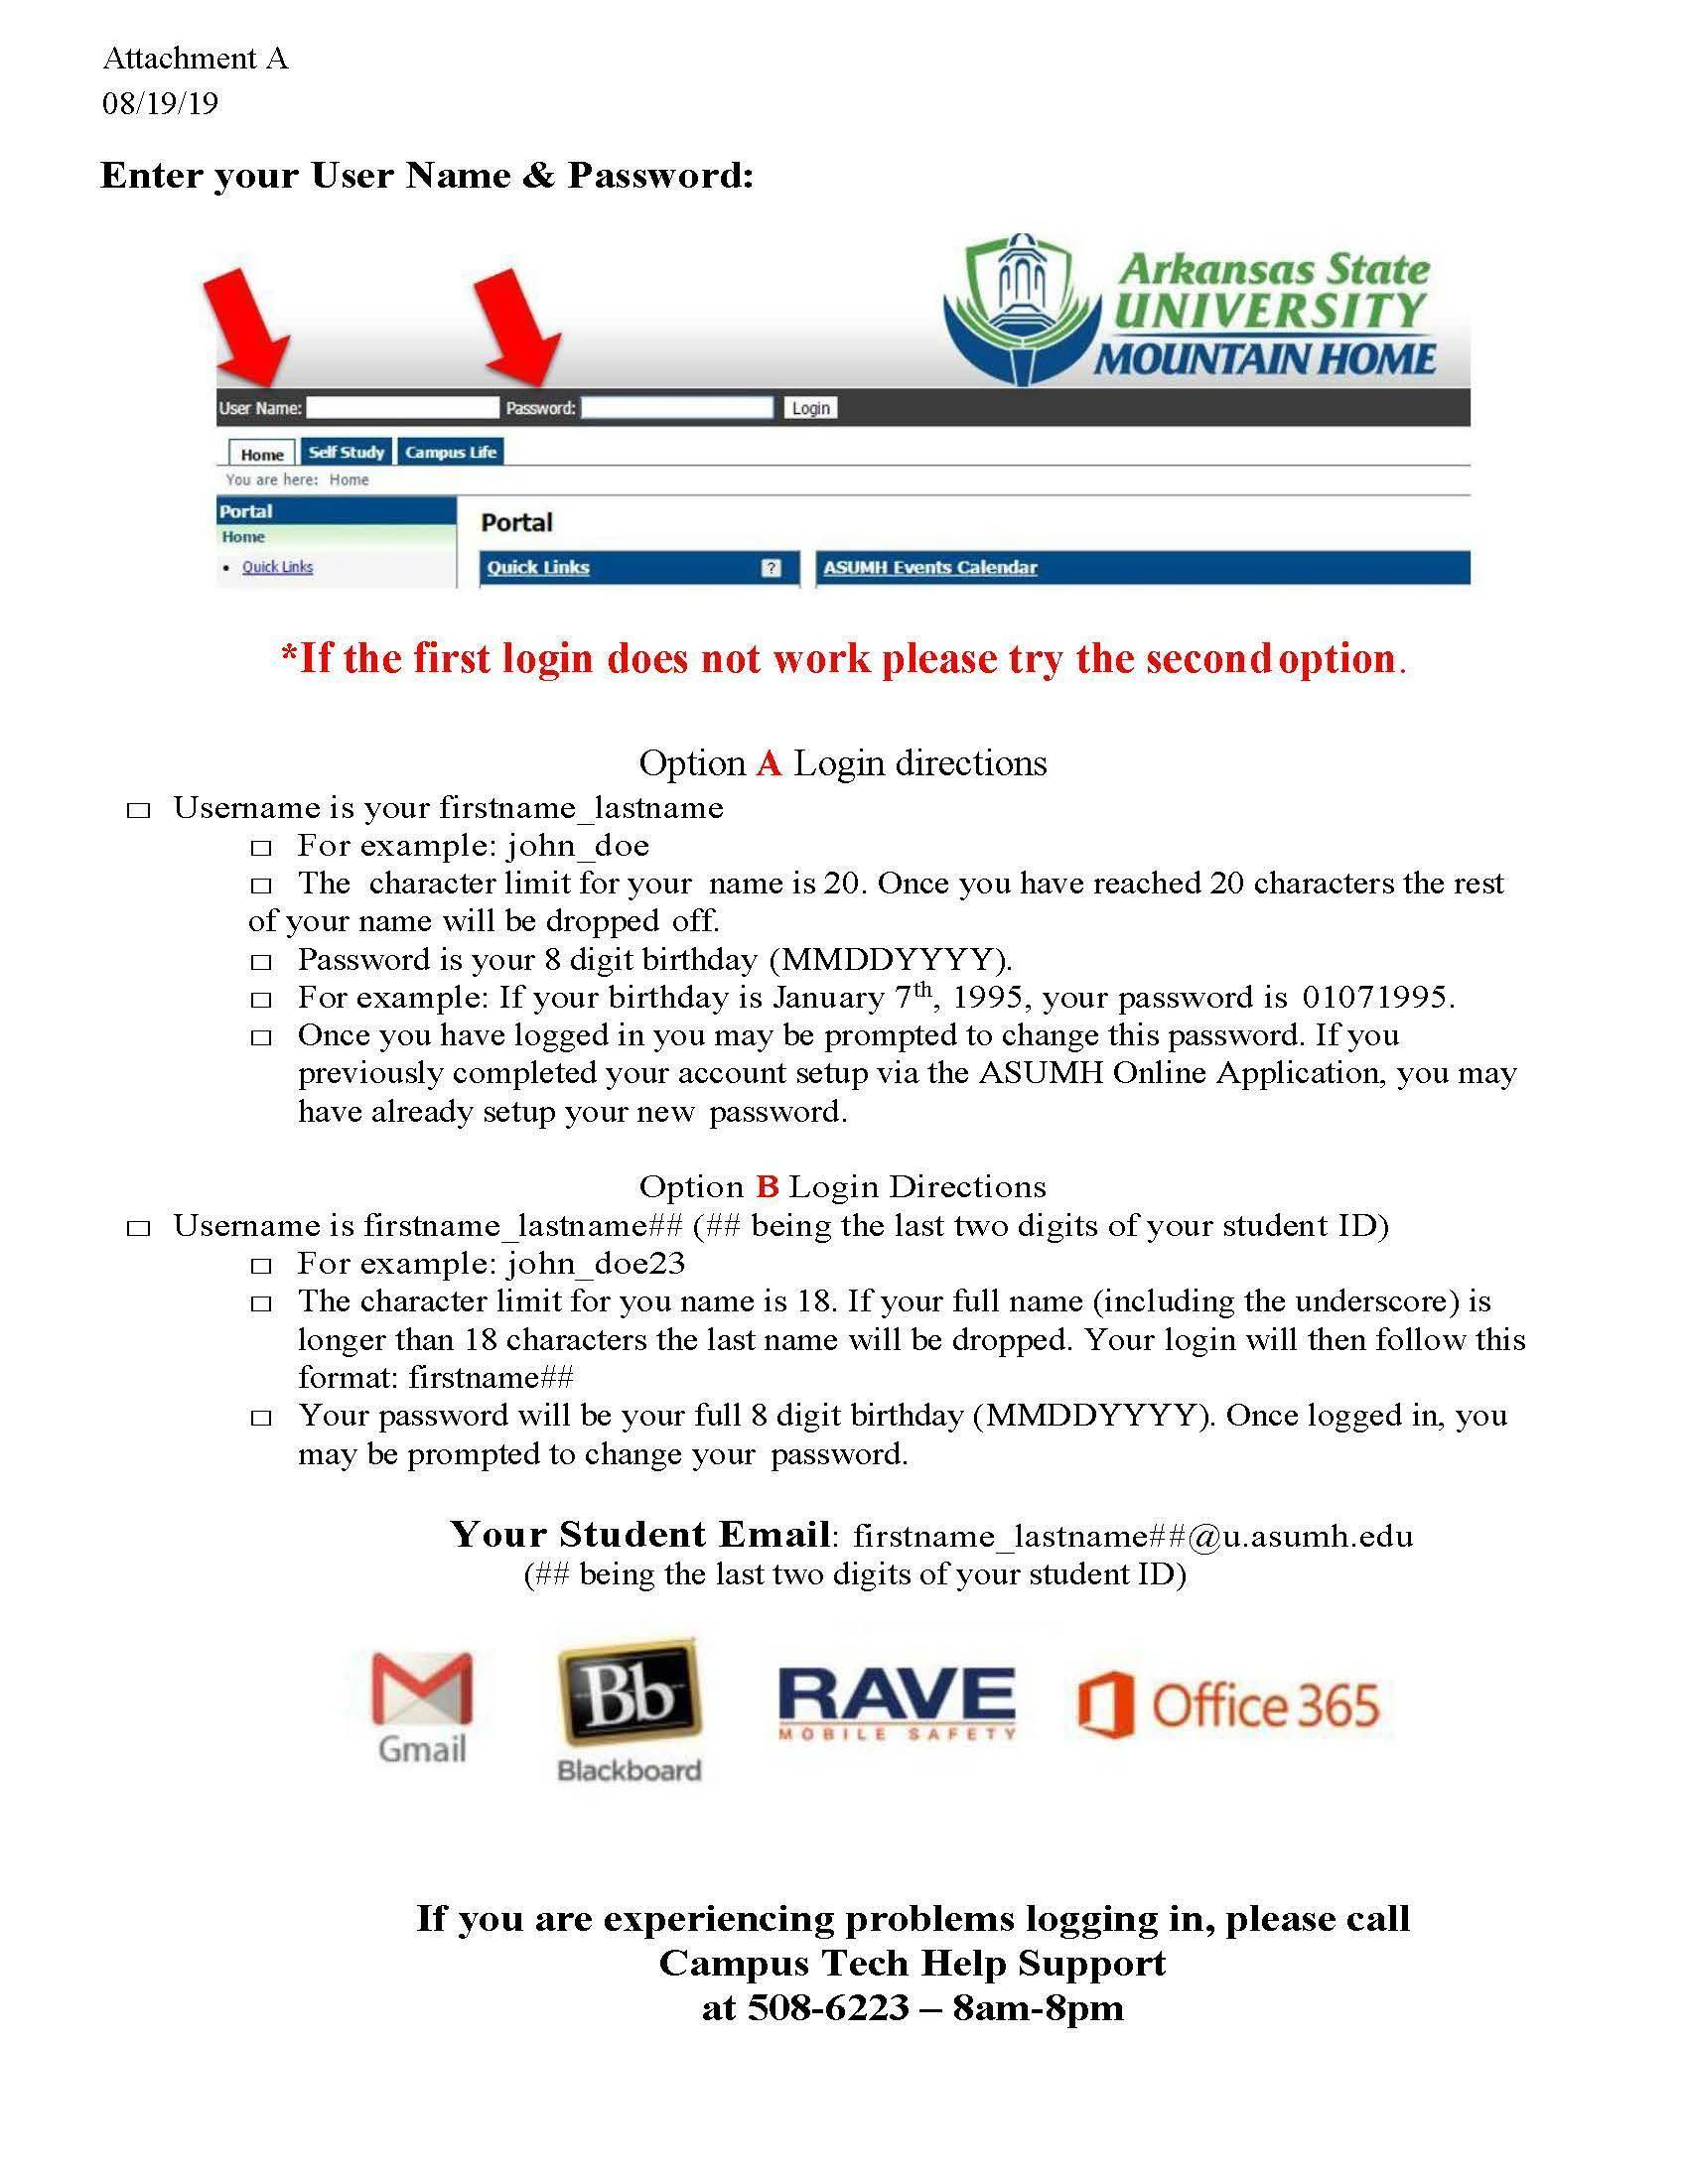 Attachment A
08/19/19
Enter your User Name & Password:
Arkansas State
UNIVERSITY
MOUNTAIN HOME
User Name: Password: Login
Home Self Study Campus Life
You are here: Home
Portal
Home
• Quick Links
Portal
Quick Links ? ASUMH Events Calendar
*If the first login does not work please try the second option.
Option A Login directions
□ Username is your firstname_lastname
□ For example: john_doe
□ The character limit for your name is 20. Once you have reached 20 characters the rest
of your name will be dropped off.
□ Password is your 8 digit birthday (MMDDYYYY).
□ For example: If your birthday is January 7th, 1995, your password is 01071995.
□ Once you have logged in you may be prompted to change this password. If you
previously completed your account setup via the ASUMH Online Application, you may
have already setup your new password.
Option B Login Directions
□ Username is firstname_lastname## (## being the last two digits of your student ID)
□ For example: john_doe23
□ The character limit for you name is 18. If your full name (including the underscore) is
longer than 18 characters the last name will be dropped. Your login will then follow this
format: firstname##
□ Your password will be your full 8 digit birthday (MMDDYYYY). Once logged in, you
may be prompted to change your password.
Your Student Email: firstname_lastname##@u.asumh.edu
(## being the last two digits of your student ID)
Gmail
Bb
Blackboard
RAVE
MOBILE SAFETY
Office 365
If you are experiencing problems logging in, please call
Campus Tech Help Support
at 508-6223 – 8am-8pm